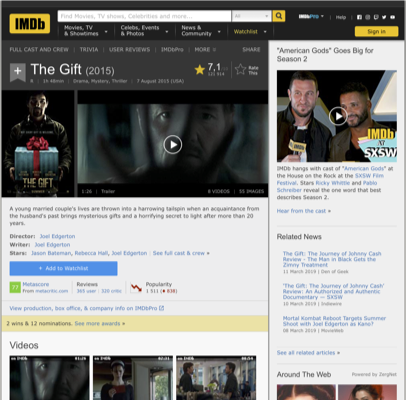 IMDb
Find Movies, TV shows, Celebrities and more...
All
IMDbPro
Help
Movies, TV
& Showtimes
Celebs, Events
& Photos
News &
Community
Watchlist
Sign in
FULL CAST AND CREW | TRIVIA | USER REVIEWS | IMDbPro | MORE
SHARE
The Gift (2015)
7,1
Rate
This
R | 1h 48min | Drama, Mystery, Thriller | 7 August 2015 (USA)
THE GIFT
1:26 | Trailer
8 VIDEOS | 55 IMAGES
A young married couple's lives are thrown into a harrowing tailspin when an acquaintance from
the husband's past brings mysterious gifts and a horrifying secret to light after more than 20
years.
Director: Joel Edgerton
Writer: Joel Edgerton
Stars: Jason Bateman, Rebecca Hall, Joel Edgerton | See full cast & crew »
+ Add to Watchlist
77
Metascore
From metacritic.com
Reviews
363 user | 320 critic
Popularity
1 511 (838)
View production, box office, & company info on IMDbPro
2 wins & 12 nominations. See more awards »
Videos
"American Gods" Goes Big for
Season 2
IMDb
SXSW
IMDb hangs with cast of "American Gods"
at the House on the Rock at the SXSW Film
Festival. Stars Ricky Whittle and Pablo
Schreiber reveal the one word that best
describes Season 2.
Hear from the cast »
Related News
The Gift: The Journey of Johnny Cash
Review - The Man in Black Gets the
Zimny Treatment
11 March 2019 | Den of Geek
'The Gift: The Journey of Johnny Cash'
Review: An Authorized and Authentic
Documentary — SXSW
10 March 2019 | Indiewire
Mortal Kombat Reboot Targets Summer
Shoot with Joel Edgerton as Kano?
08 March 2019 | MovieWeb
See all related articles »
Around The Web
Powered by ZergNet